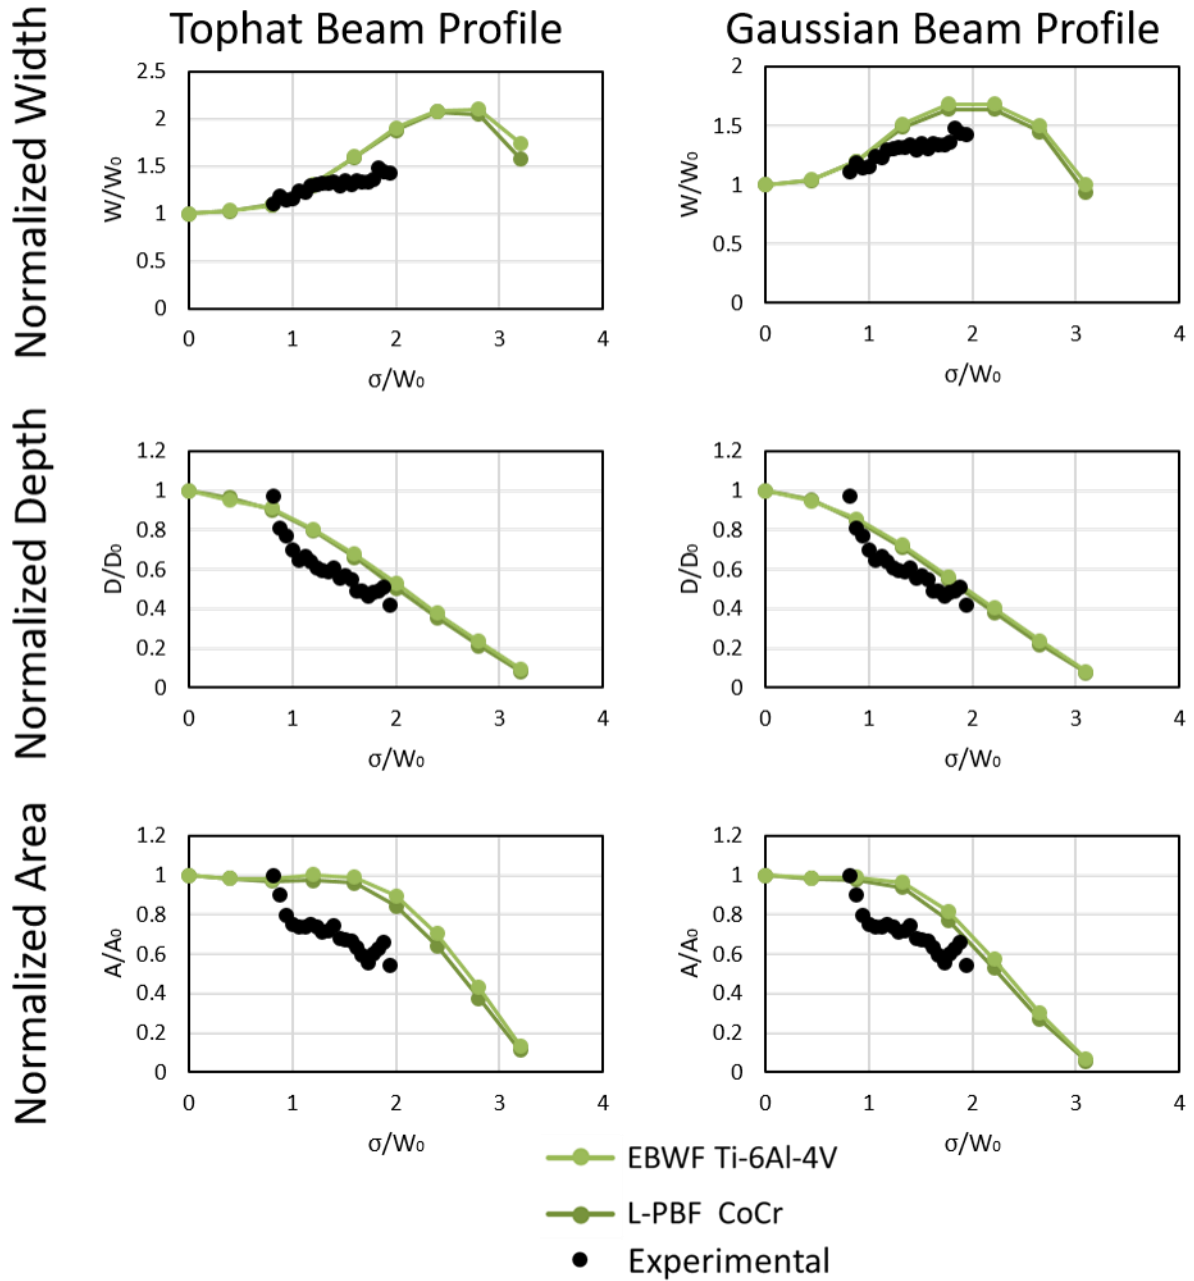 Tophat Beam Profile
Gaussian Beam Profile
Normalized Width
W/W₀
2.5
2
1.5
1
0.5
0
0 1 2 3 4
σ/W₀
W/W₀
2
1.5
1
0.5
0
0 1 2 3 4
σ/W₀
Normalized Depth
D/D₀
1.2
1
0.8
0.6
0.4
0.2
0
0 1 2 3 4
σ/W₀
D/D₀
1.2
1
0.8
0.6
0.4
0.2
0
0 1 2 3 4
σ/W₀
Normalized Area
A/A₀
1.2
1
0.8
0.6
0.4
0.2
0
0 1 2 3 4
σ/W₀
A/A₀
1.2
1
0.8
0.6
0.4
0.2
0
0 1 2 3 4
σ/W₀
EBWF Ti-6Al-4V
L-PBF CoCr
Experimental